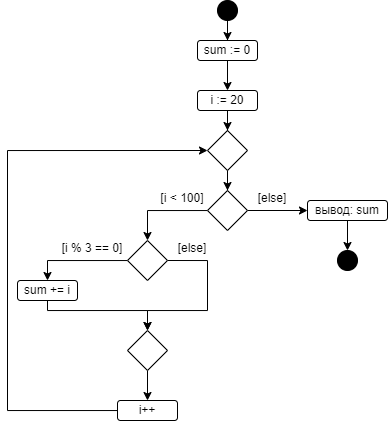 sum := 0
i := 20
[i < 100]
[else]
вывод: sum
[i % 3 == 0]
[else]
sum += i
i++